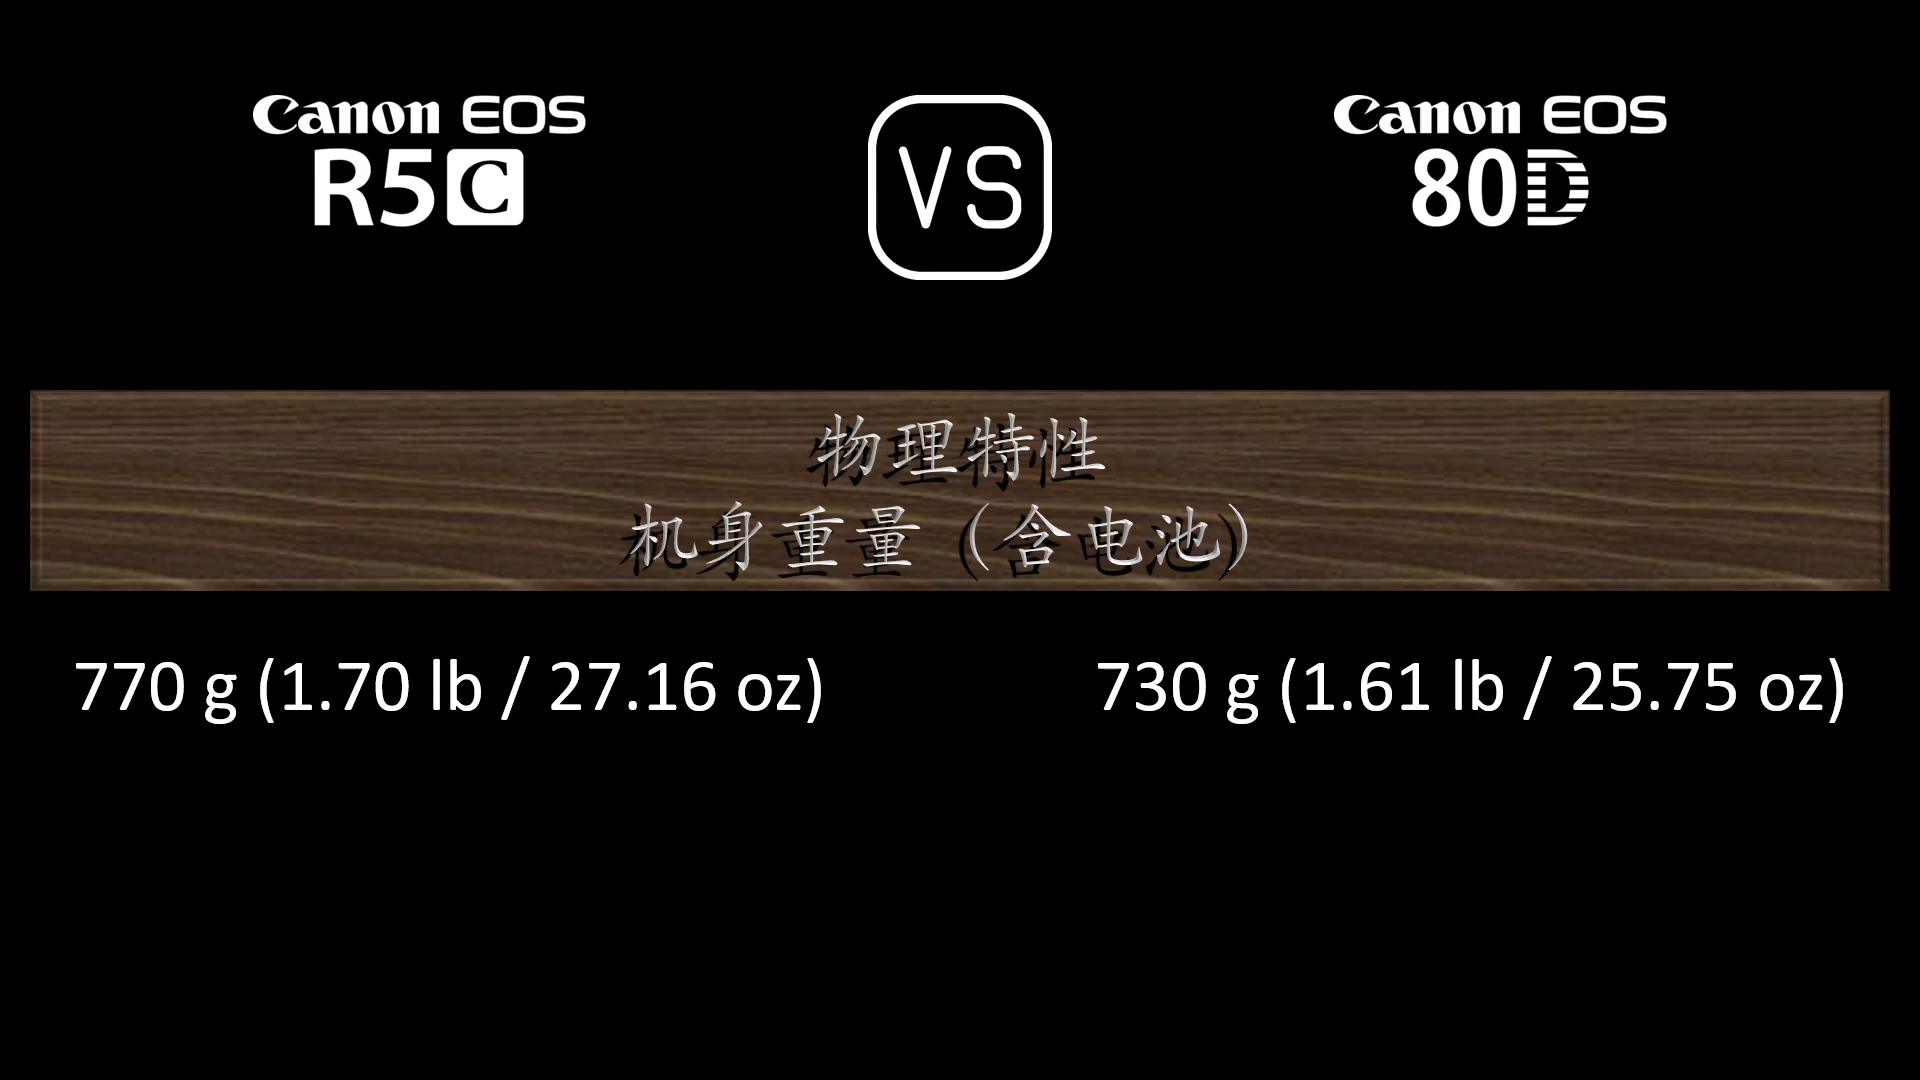 Canon EOS
R5 C
VS
Canon EOS
80D
物理特性
机身重量（含电池）
770 g (1.70 lb / 27.16 oz)
730 g (1.61 lb / 25.75 oz)